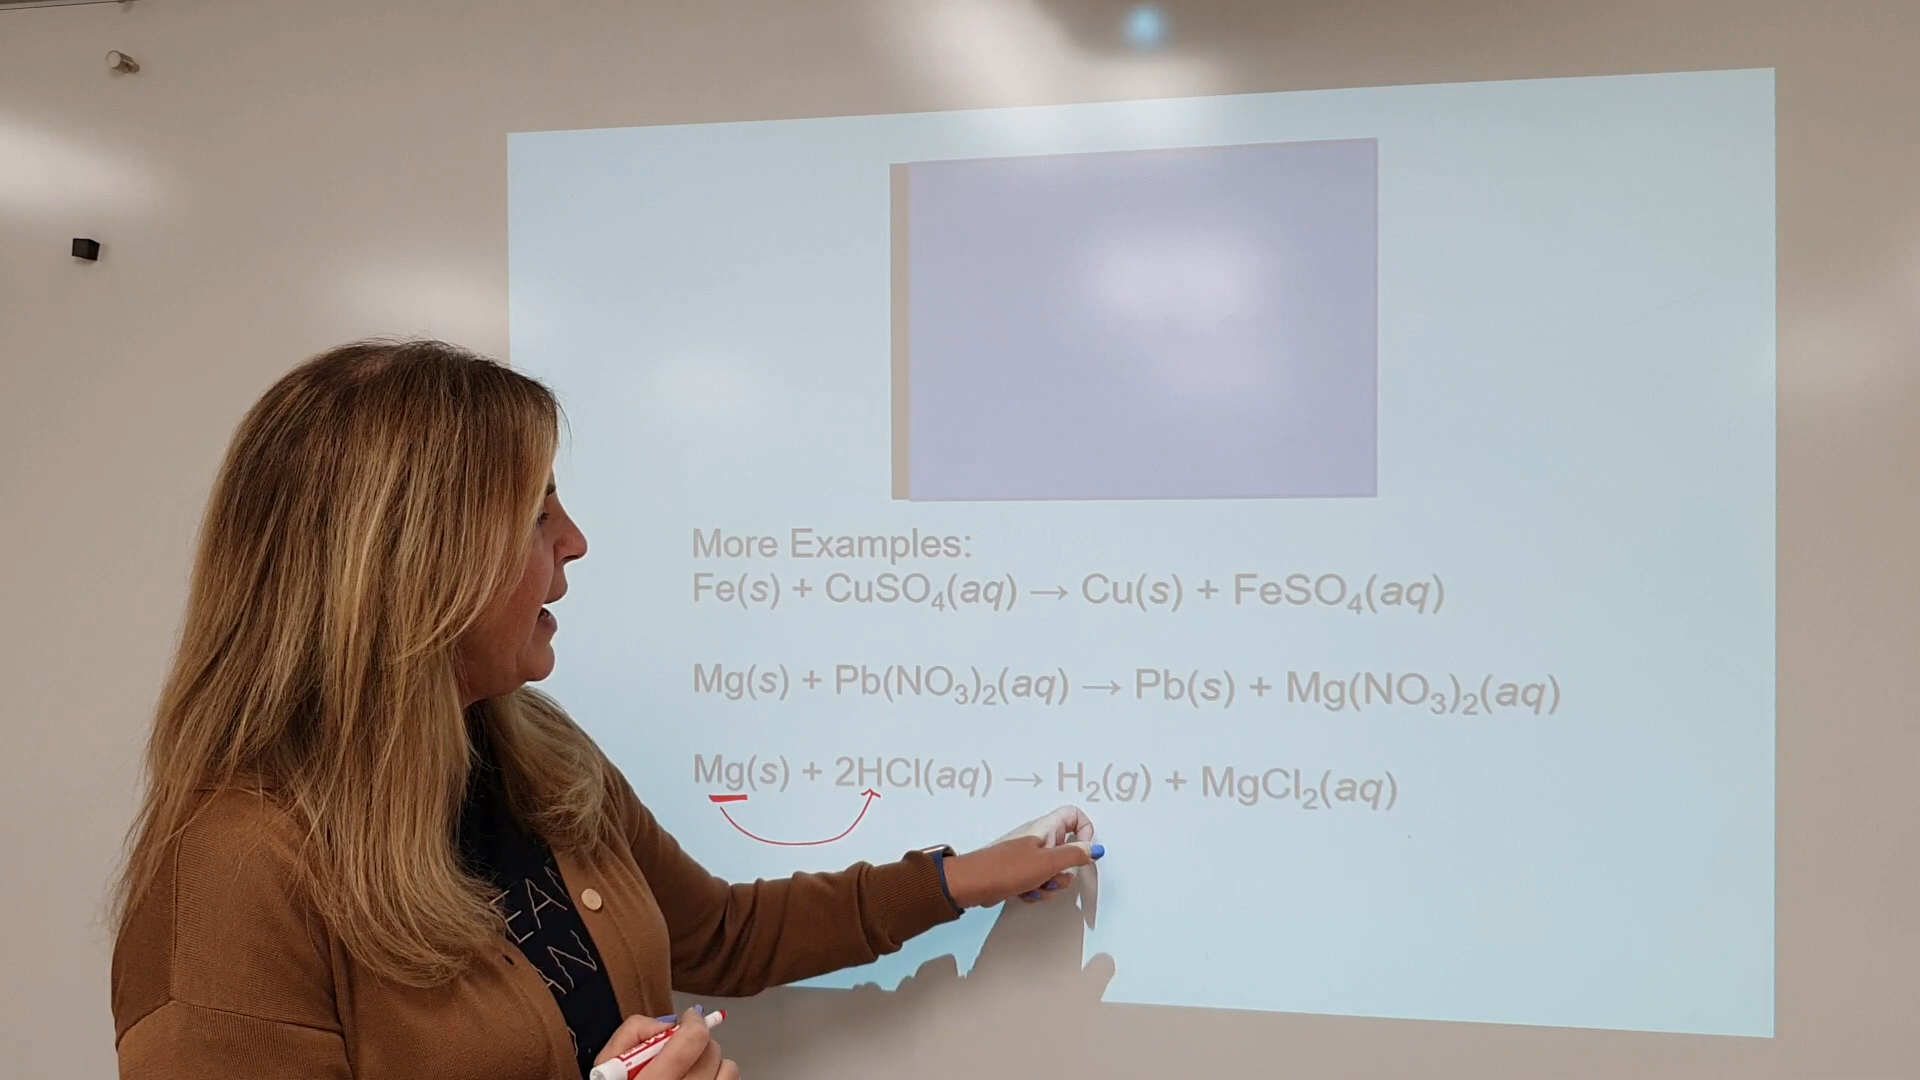 More Examples:
Fe(s) + CuSO₄(aq) → Cu(s) + FeSO₄(aq)
Mg(s) + Pb(NO₃)₂(aq) → Pb(s) + Mg(NO₃)₂(aq)
Mg(s) + 2HCl(aq) → H₂(g) + MgCl₂(aq)